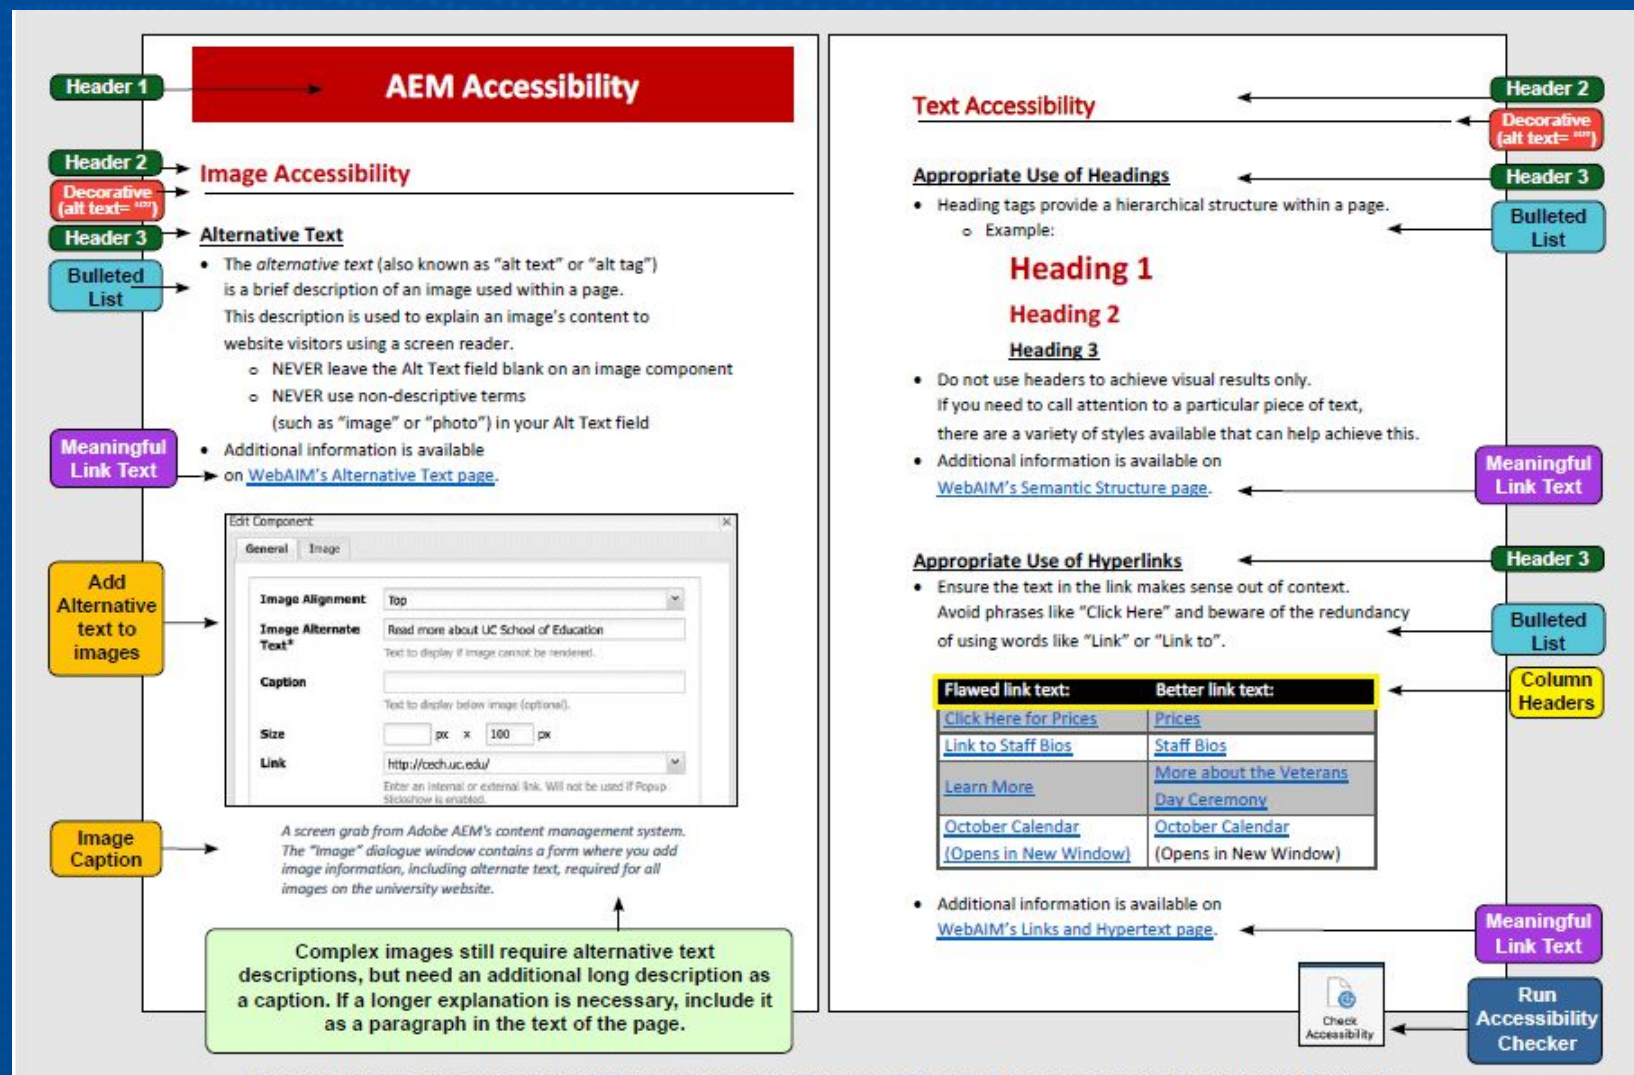 Header 1
AEM Accessibility
Header 2
Image Accessibility
Decorative
(alt text= “”)
Header 3
Alternative Text
Bulleted
List
• The alternative text (also known as “alt text” or “alt tag”)
is a brief description of an image used within a page.
This description is used to explain an image’s content to
website visitors using a screen reader.
o NEVER leave the Alt Text field blank on an image component
o NEVER use non-descriptive terms
(such as “image” or “photo”) in your Alt Text field
Meaningful
Link Text
• Additional information is available
on WebAIM’s Alternative Text page.
Add
Alternative
text to
images
Edit Component
General Image
Image Alignment Top
Image Alternate
Text*
Read more about UC School of Education
Text to display if image cannot be rendered.
Caption
Text to display below image (optional).
Size px x 100 px
Link http://cech.uc.edu/
Enter an internal or external link. Will not be used if Popup
Slideshow is enabled.
Image
Caption
A screen grab from Adobe AEM's content management system.
The "Image" dialogue window contains a form where you add
image information, including alternate text, required for all
images on the university website.
Complex images still require alternative text
descriptions, but need an additional long description as
a caption. If a longer explanation is necessary, include it
as a paragraph in the text of the page.
Text Accessibility
Header 2
Decorative
(alt text= “”)
Appropriate Use of Headings
Header 3
• Heading tags provide a hierarchical structure within a page.
o Example:
Bulleted
List
Heading 1
Heading 2
Heading 3
• Do not use headers to achieve visual results only.
If you need to call attention to a particular piece of text,
there are a variety of styles available that can help achieve this.
• Additional information is available on
WebAIM’s Semantic Structure page.
Meaningful
Link Text
Appropriate Use of Hyperlinks
Header 3
• Ensure the text in the link makes sense out of context.
Avoid phrases like “Click Here” and beware of the redundancy
of using words like “Link” or “Link to”.
Bulleted
List
Column
Headers
Flawed link text: Better link text:
Click Here for Prices Prices
Link to Staff Bios Staff Bios
Learn More More about the Veterans
Day Ceremony
October Calendar
(Opens in New Window)
October Calendar
(Opens in New Window)
• Additional information is available on
WebAIM’s Links and Hypertext page.
Meaningful
Link Text
Check
Accessibility
Run
Accessibility
Checker